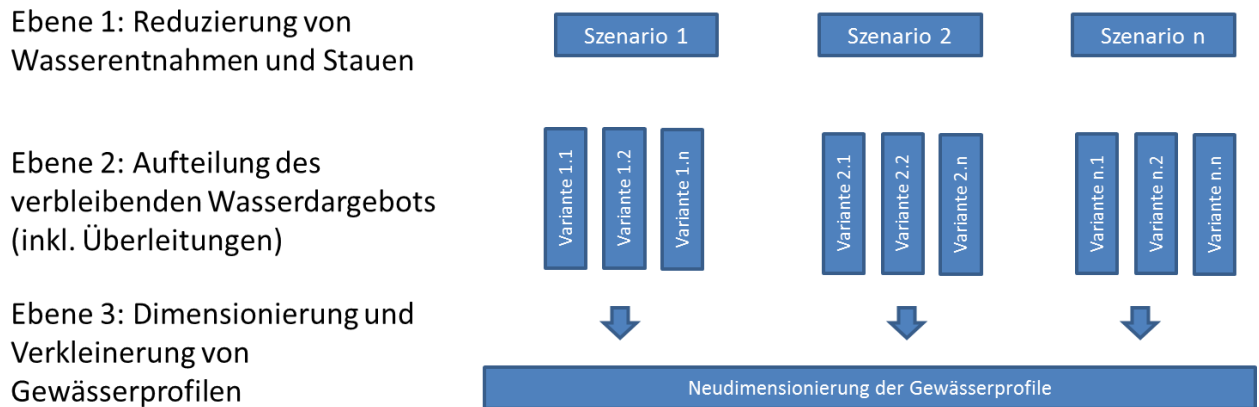 Ebene 1: Reduzierung von
Wasserentnahmen und Stauen
Szenario 1
Szenario 2
Szenario n
Ebene 2: Aufteilung des
verbleibenden Wasserdargebots
(inkl. Überleitungen)
Variante 1.1
Variante 1.2
Variante 1.n
Variante 2.1
Variante 2.2
Variante 2.n
Variante n.1
Variante n.2
Variante n.n
Ebene 3: Dimensionierung und
Verkleinerung von
Gewässerprofilen
Neudimensionierung der Gewässerprofile